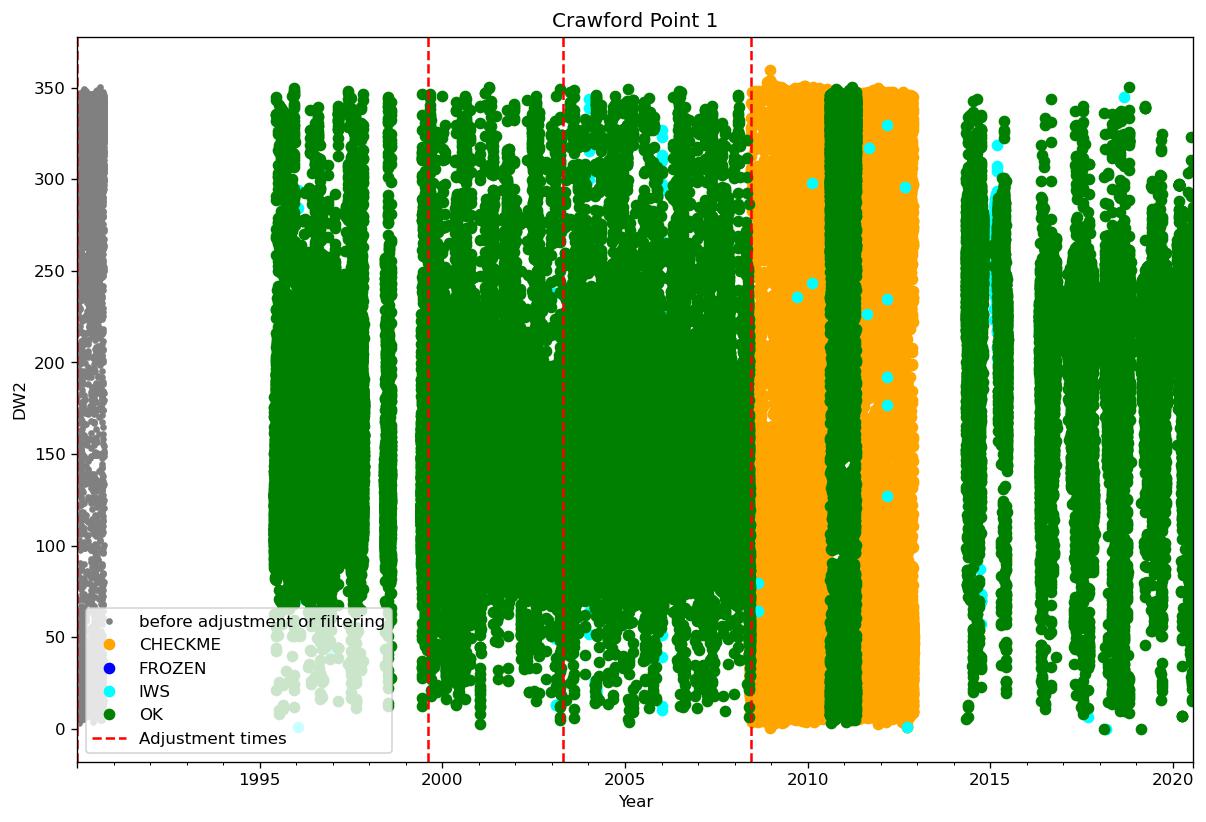 Crawford Point 1
350
300
250
200
150
100
50
0
DW2
before adjustment or filtering
CHECKME
FROZEN
IWS
OK
Adjustment times
1995
2000
2005
2010
2015
2020
Year